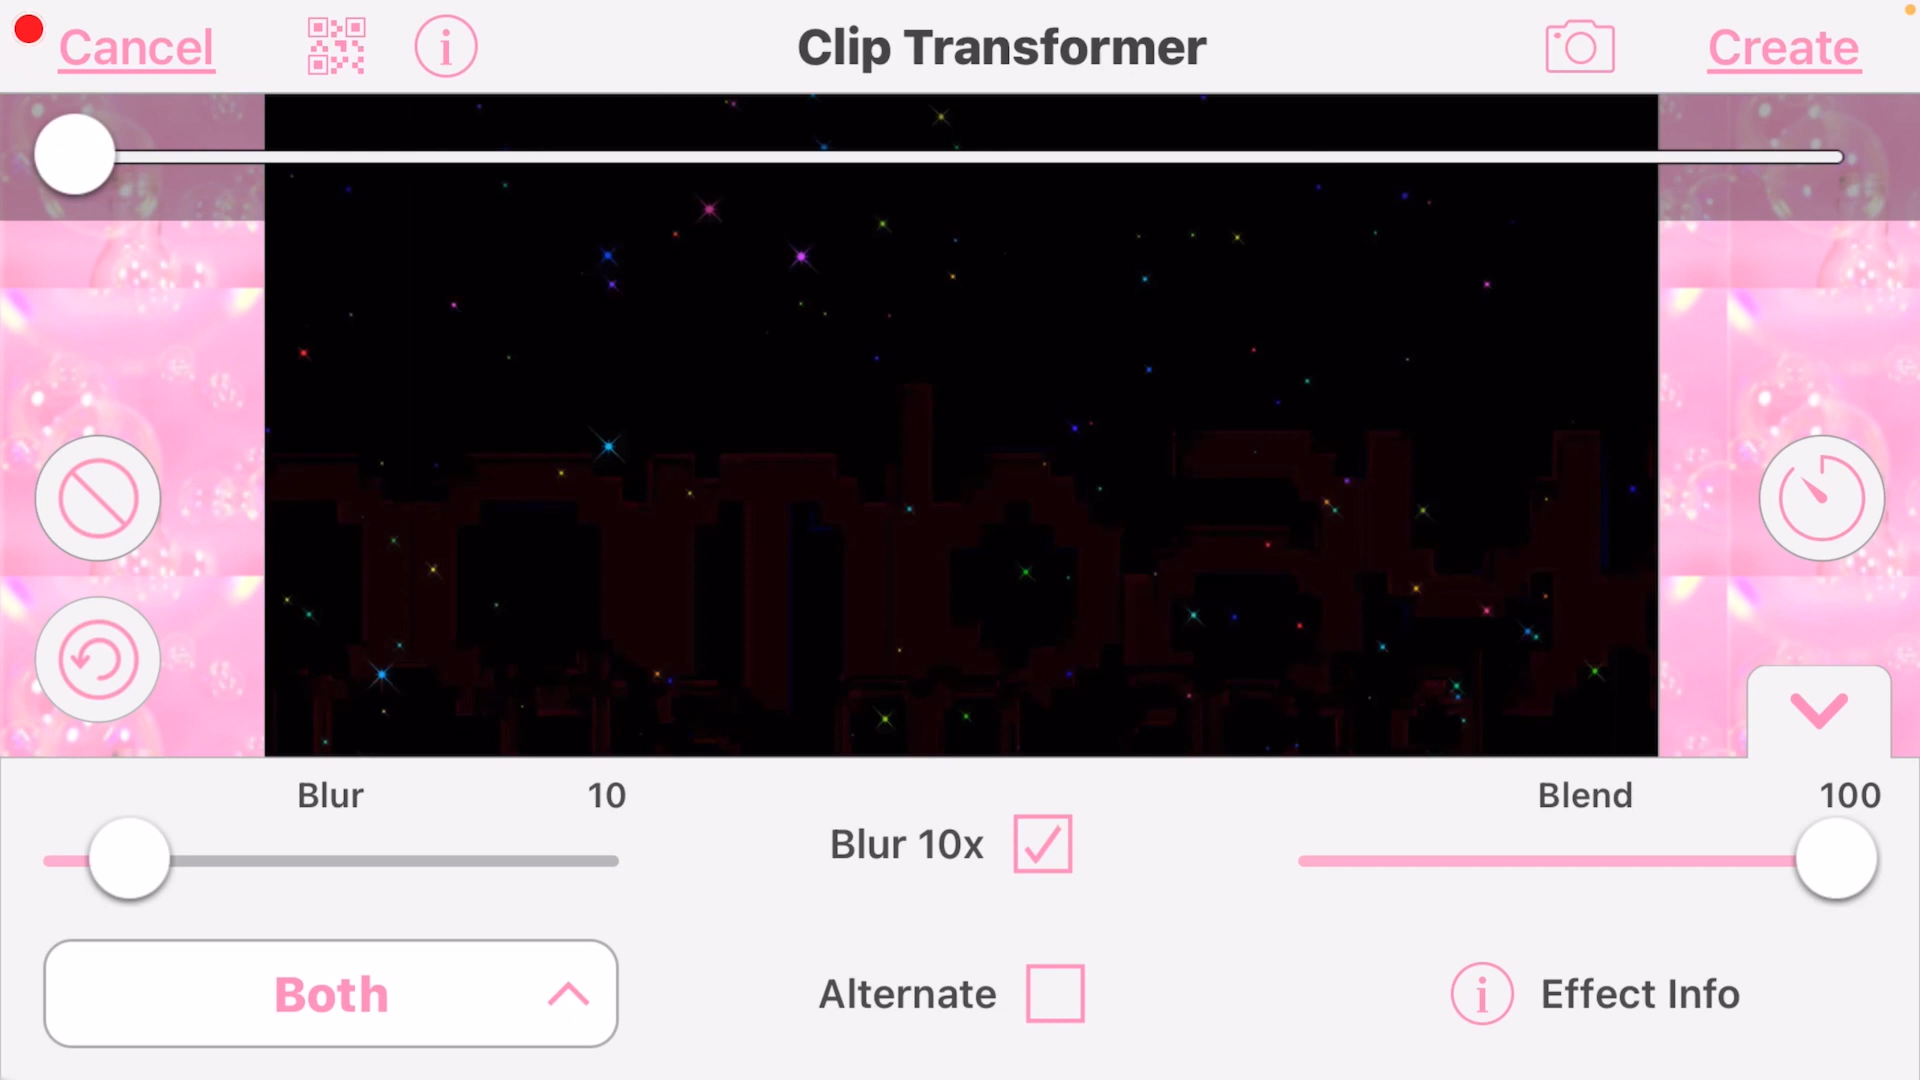 Cancel
Clip Transformer
Create
Blur 10
Blur 10x
Blend 100
Both
Alternate
Effect Info